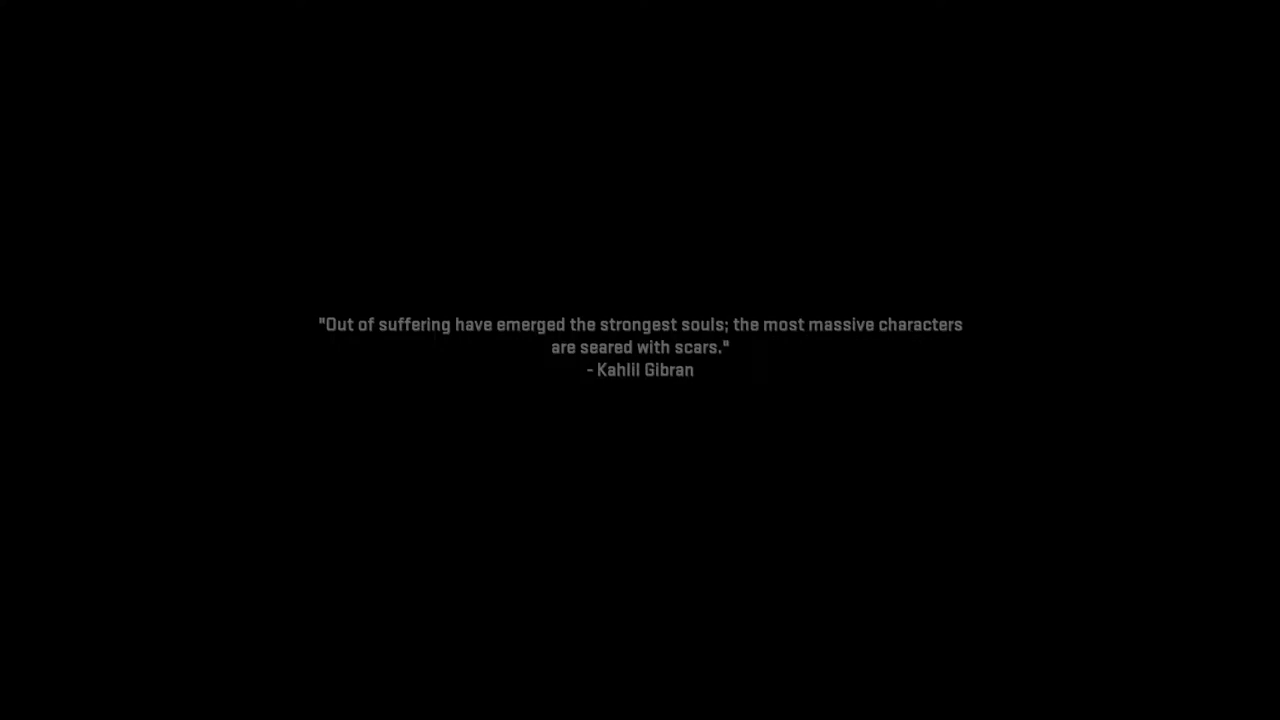 "Out of suffering have emerged the strongest souls; the most massive characters
are seared with scars."
- Kahlil Gibran